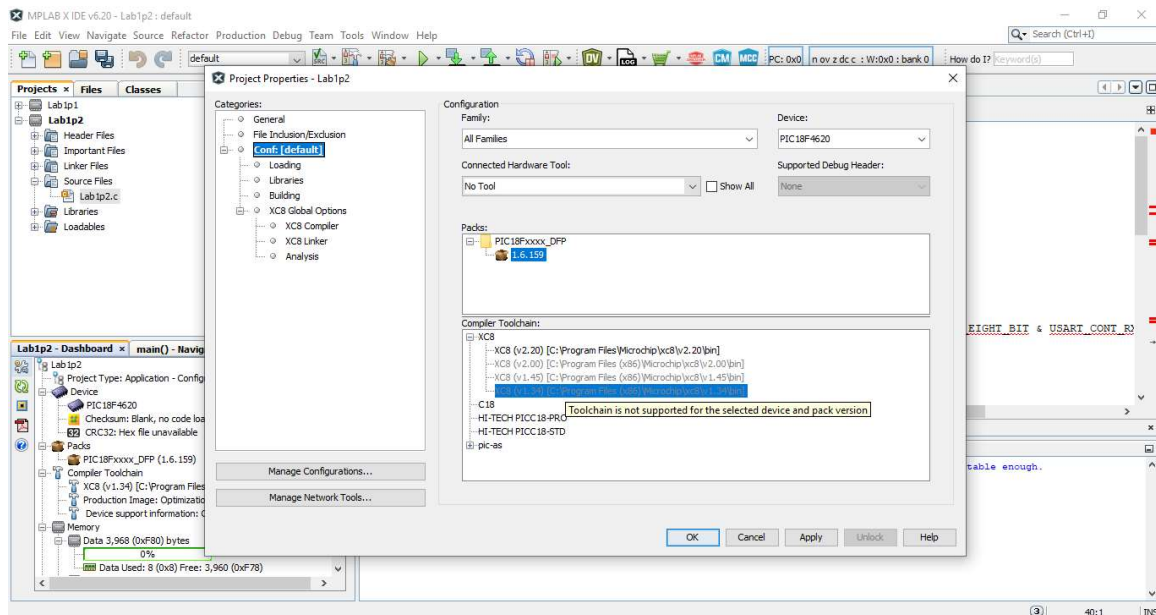 MPLAB X IDE v6.20 - Lab1p2 : default
File Edit View Navigate Source Refactor Production Debug Team Tools Window Help
Search (Ctrl+I)
default
PC: 0x0
n ov z dc c : W:0x0 : bank 0
How do I?
Keyword(s)
Projects
Files
Classes
Lab1p1
Lab1p2
Header Files
Important Files
Linker Files
Source Files
Lab1p2.c
Libraries
Loadables
Project Properties - Lab1p2
Categories:
General
File Inclusion/Exclusion
Conf: [default]
Loading
Libraries
Building
XC8 Global Options
XC8 Compiler
XC8 Linker
Analysis
Manage Configurations...
Manage Network Tools...
Configuration
Family:
Device:
All Families
PIC18F4620
Connected Hardware Tool:
Supported Debug Header:
No Tool
Show All
None
Packs:
PIC18Fxxxx_DFP
1.6.159
Compiler Toolchain:
XC8
XC8 (v2.20) [C:\Program Files\Microchip\xc8\v2.20\bin]
XC8 (v2.00) [C:\Program Files (x86)\Microchip\xc8\v2.00\bin]
XC8 (v1.45) [C:\Program Files (x86)\Microchip\xc8\v1.45\bin]
XC8 (v1.34) [C:\Program Files (x86)\Microchip\xc8\v1.34\bin]
C18
Toolchain is not supported for the selected device and pack version
HI-TECH PICC18-PRO
HI-TECH PICC18-STD
pic-as
OK
Cancel
Apply
Unlock
Help
EIGHT_BIT & USART_CONT_RX
table enough.
Lab1p2 - Dashboard
main() - Navig
Lab1p2
Project Type: Application - Config
Device
PIC18F4620
Checksum: Blank, no code loa
CRC32: Hex file unavailable
Packs
PIC18Fxxxx_DFP (1.6.159)
Compiler Toolchain
XC8 (v1.34) [C:\Program Files
Production Image: Optimizatio
Device support information:
Memory
Data 3,968 (0xF80) bytes
0%
Data Used: 8 (0x8) Free: 3,960 (0xF78)
3
40:1
INS